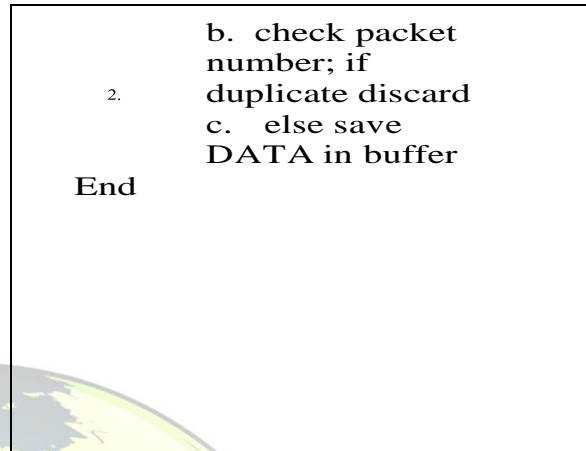 b. check packet
number; if
2. duplicate discard
c. else save
DATA in buffer
End